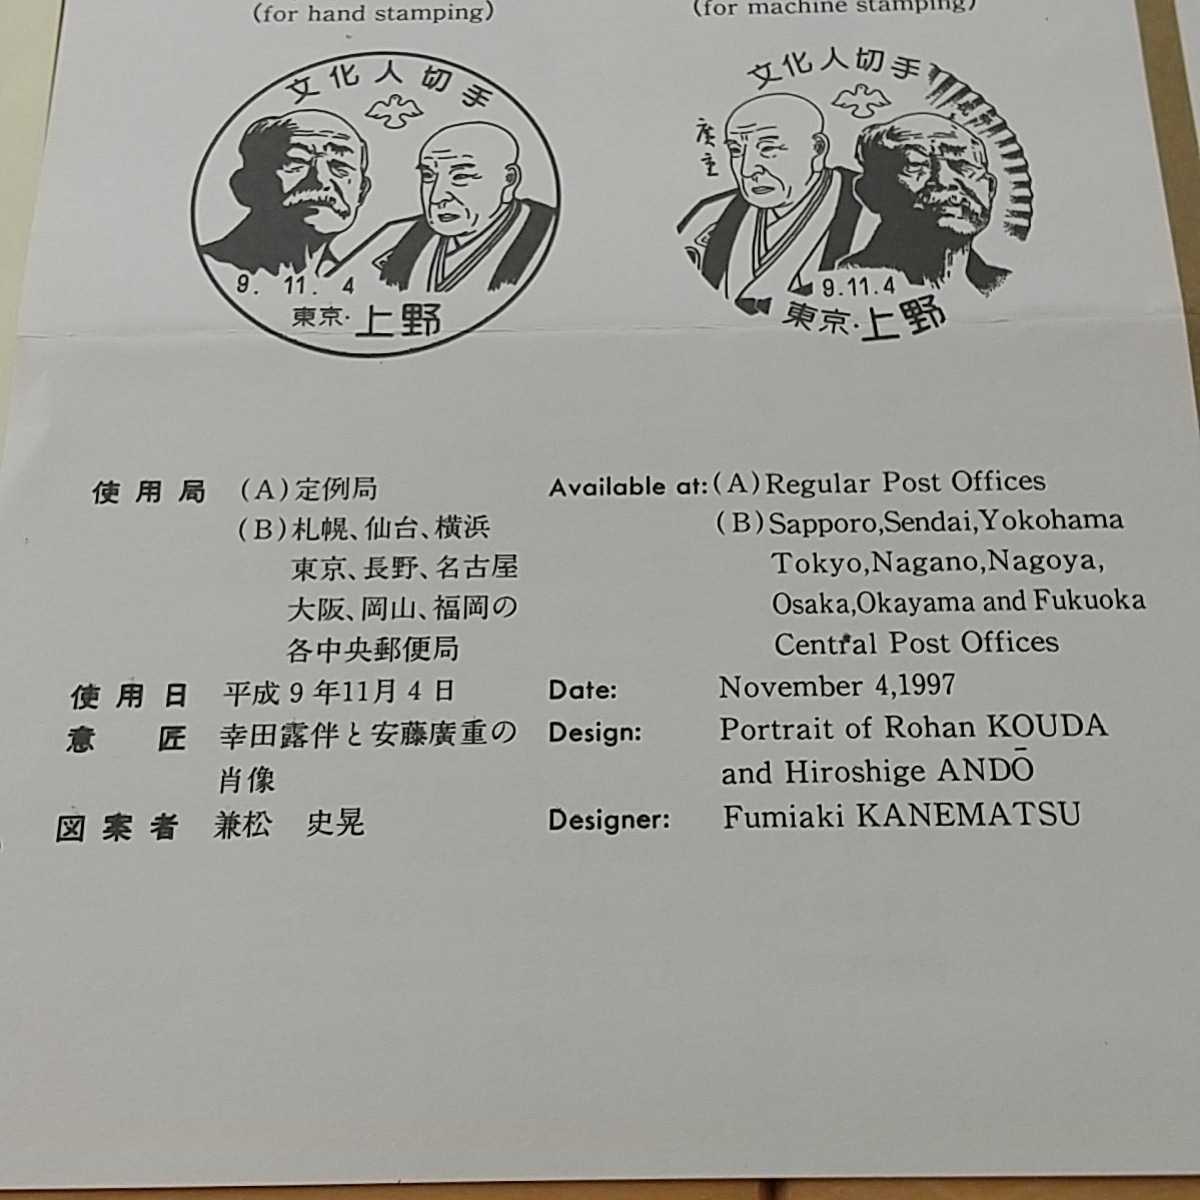 (for hand stamping)
(for machine stamping)
文化人切手
9. 11. 4
東京・上野
文化人切手
廣重
9.11.4
東京・上野
使用局 (A)定例局
(B)札幌、仙台、横浜
東京、長野、名古屋
大阪、岡山、福岡の
各中央郵便局
使用日 平成9年11月4日
意匠 幸田露伴と安藤廣重の
肖像
図案者 兼松 史晃
Available at:(A)Regular Post Offices
(B)Sapporo,Sendai,Yokohama
Tokyo,Nagano,Nagoya,
Osaka,Okayama and Fukuoka
Central Post Offices
Date: November 4,1997
Design: Portrait of Rohan KOUDA
and Hiroshige ANDŌ
Designer: Fumiaki KANEMATSU